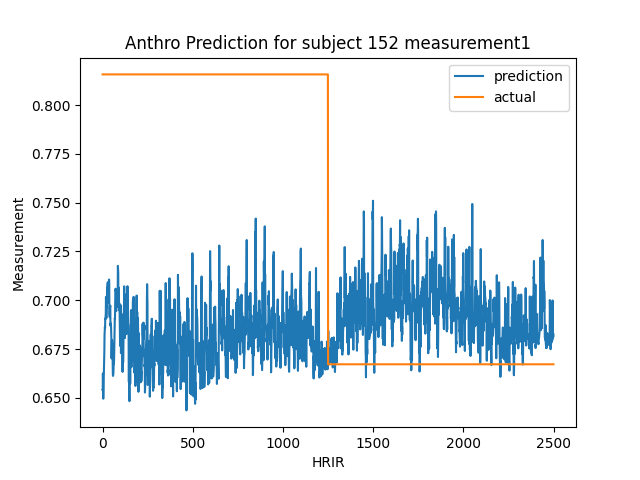 Anthro Prediction for subject 152 measurement1
prediction
actual
Measurement
0.800
0.775
0.750
0.725
0.700
0.675
0.650
0
500
1000
1500
2000
2500
HRIR